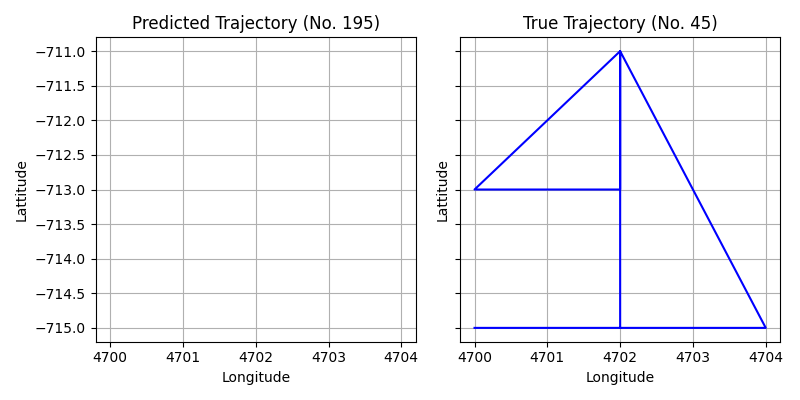 Predicted Trajectory (No. 195)
−711.0
−711.5
−712.0
−712.5
−713.0
−713.5
−714.0
−714.5
−715.0
Lattitude
4700 4701 4702 4703 4704
Longitude
True Trajectory (No. 45)
Lattitude
4700 4701 4702 4703 4704
Longitude